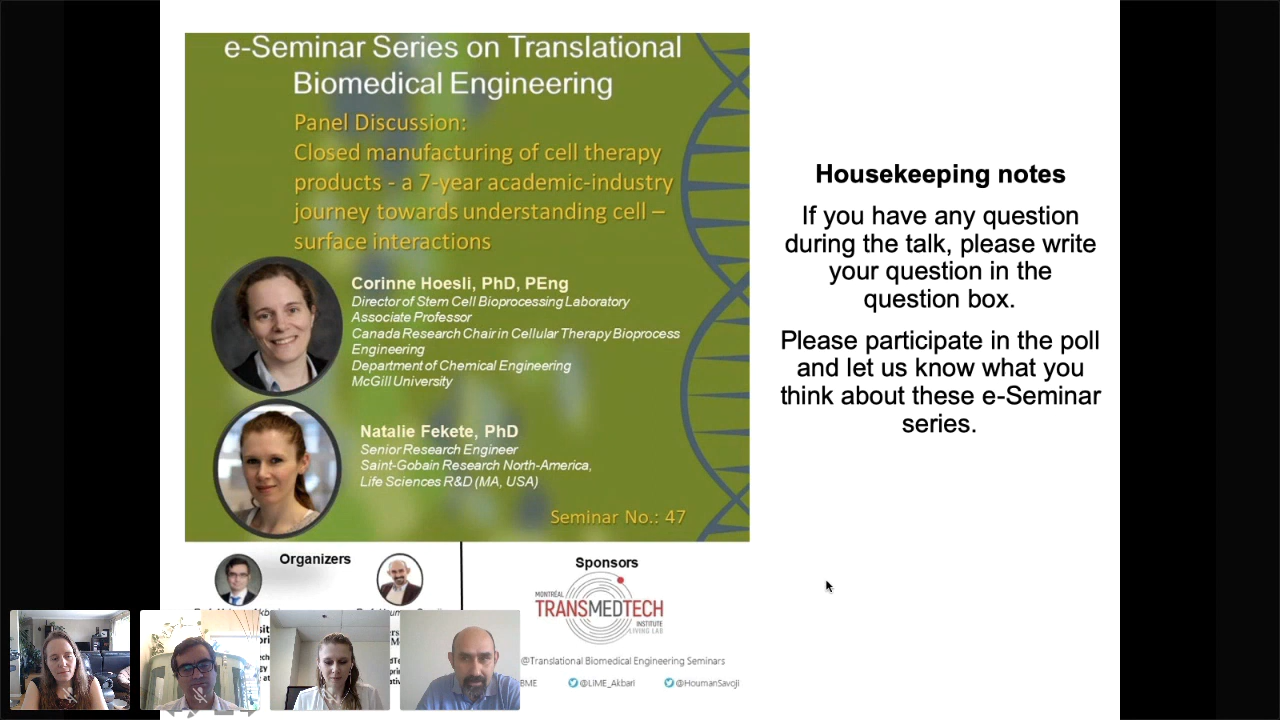 e-Seminar Series on Translational
Biomedical Engineering
Panel Discussion:
Closed manufacturing of cell therapy
products - a 7-year academic-industry
journey towards understanding cell –
surface interactions
Corinne Hoesli, PhD, PEng
Director of Stem Cell Bioprocessing Laboratory
Associate Professor
Canada Research Chair in Cellular Therapy Bioprocess
Engineering
Department of Chemical Engineering
McGill University
Natalie Fekete, PhD
Senior Research Engineer
Saint-Gobain Research North-America,
Life Sciences R&D (MA, USA)
Seminar No.: 47
Housekeeping notes
If you have any question
during the talk, please write
your question in the
question box.
Please participate in the poll
and let us know what you
think about these e-Seminar
series.
Organizers
Sponsors
MONTRÉAL
TRANSMEDTECH
INSTITUTE
LIVING LAB
@Translational Biomedical Engineering Seminars
BME
@LiME_Akbari
@HoumanSavoji